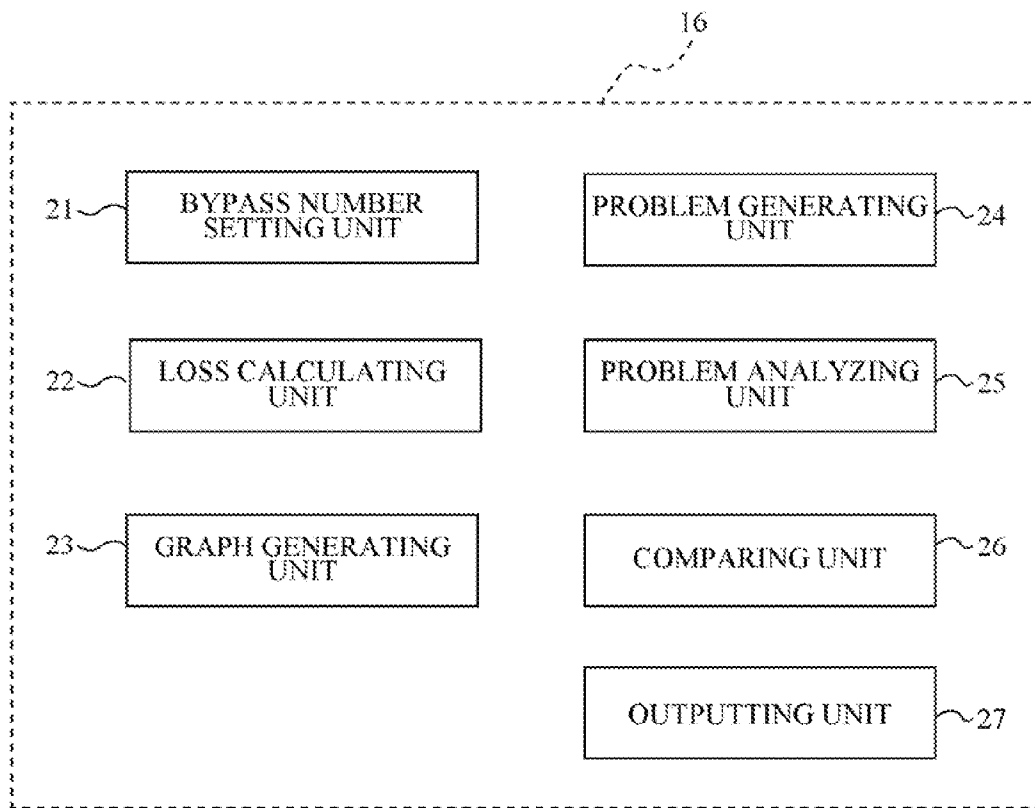 16
21
BYPASS NUMBER
SETTING UNIT
22
LOSS CALCULATING
UNIT
23
GRAPH GENERATING
UNIT
PROBLEM GENERATING
UNIT
24
PROBLEM ANALYZING
UNIT
25
COMPARING UNIT
26
OUTPUTTING UNIT
27